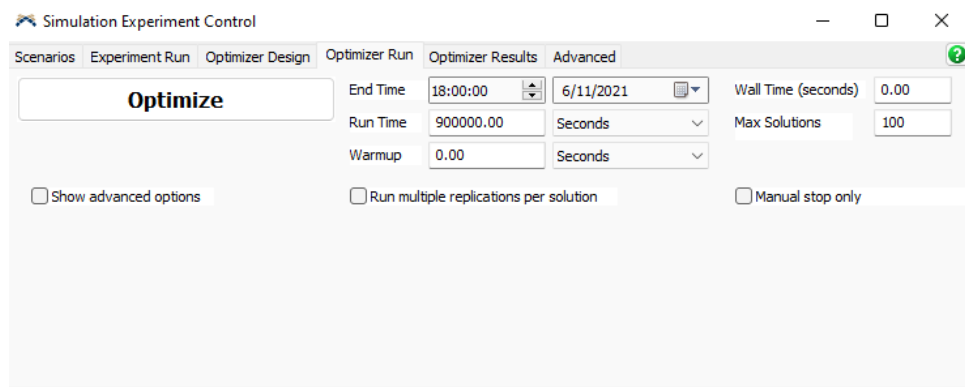 Simulation Experiment Control
Scenarios Experiment Run Optimizer Design Optimizer Run Optimizer Results Advanced
Optimize
End Time 18:00:00 6/11/2021 Wall Time (seconds) 0.00
Run Time 900000.00 Seconds Max Solutions 100
Warmup 0.00 Seconds
Show advanced options Run multiple replications per solution Manual stop only